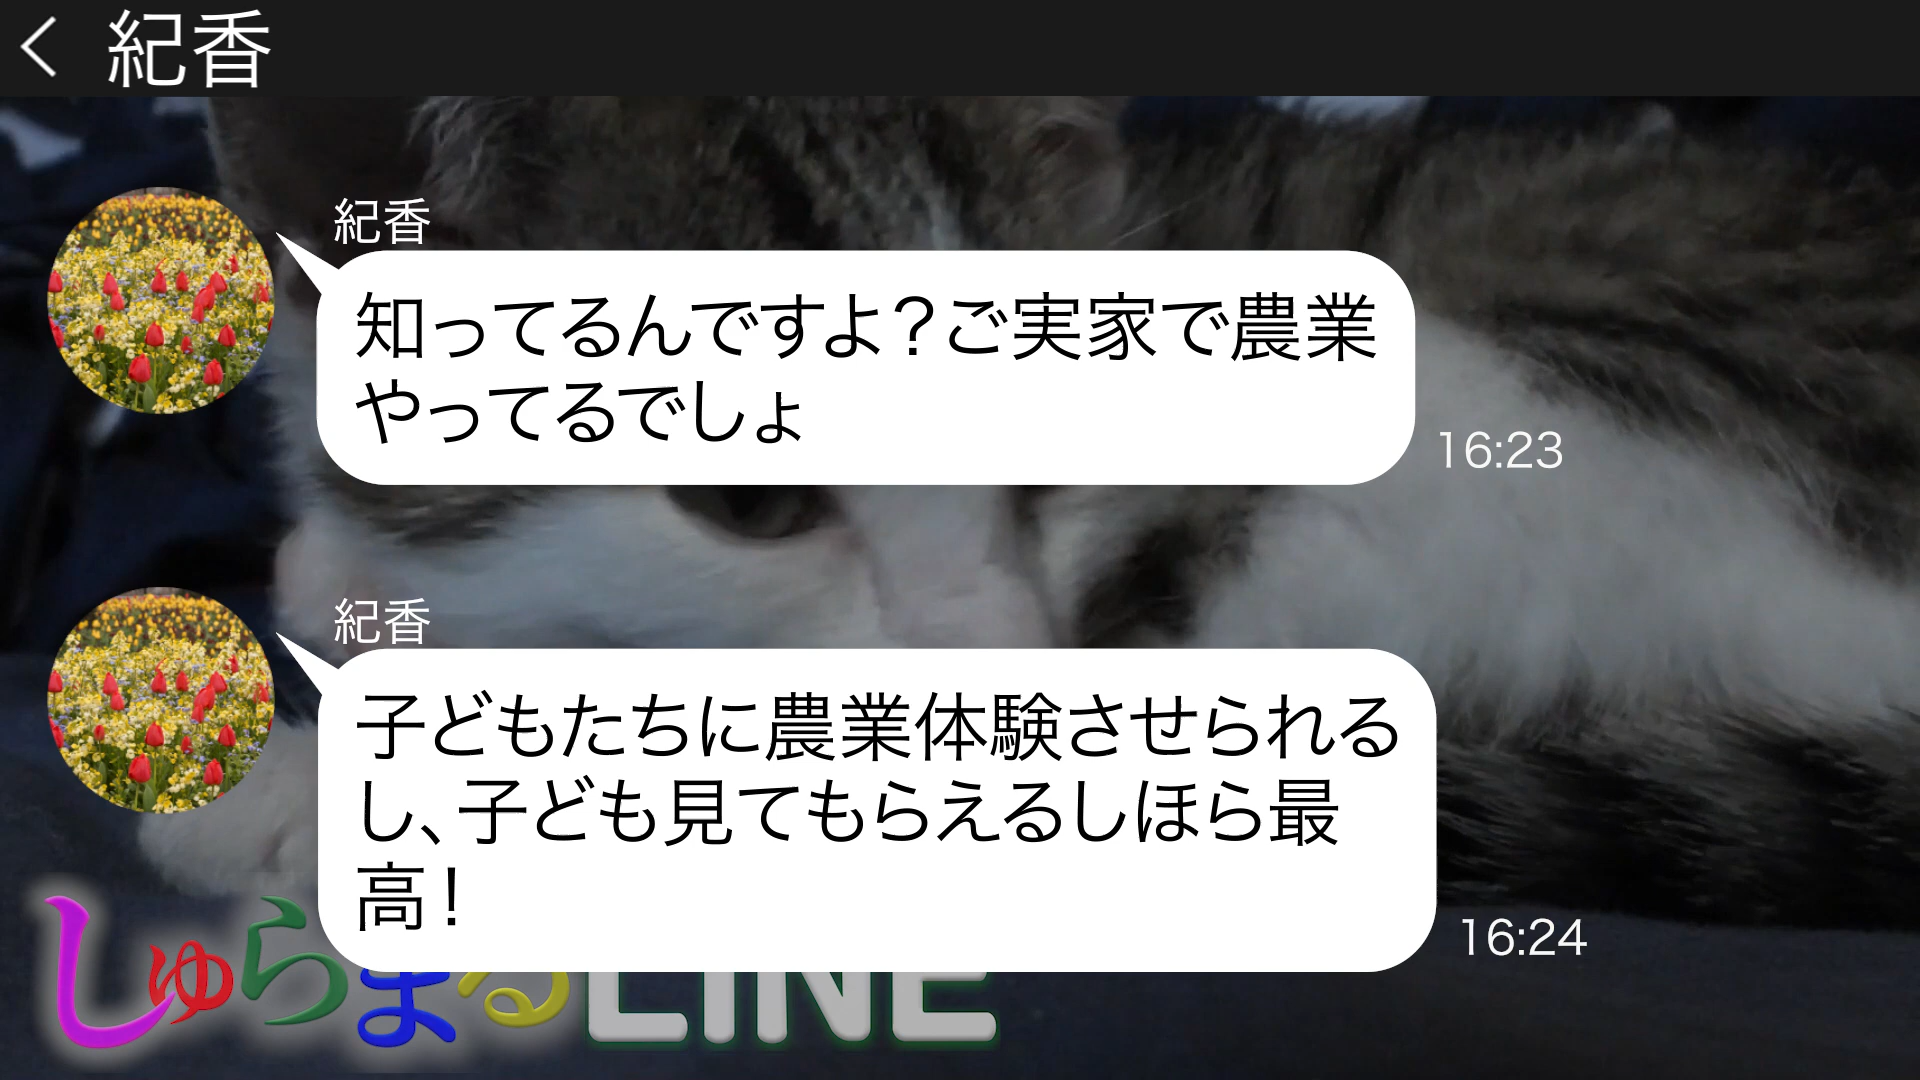 紀香
紀香
知ってるんですよ？ご実家で農業
やってるでしょ
16:23
紀香
子どもたちに農業体験させられる
し、子ども見てもらえるしほら最
高！
16:24
しゅらまるLINE